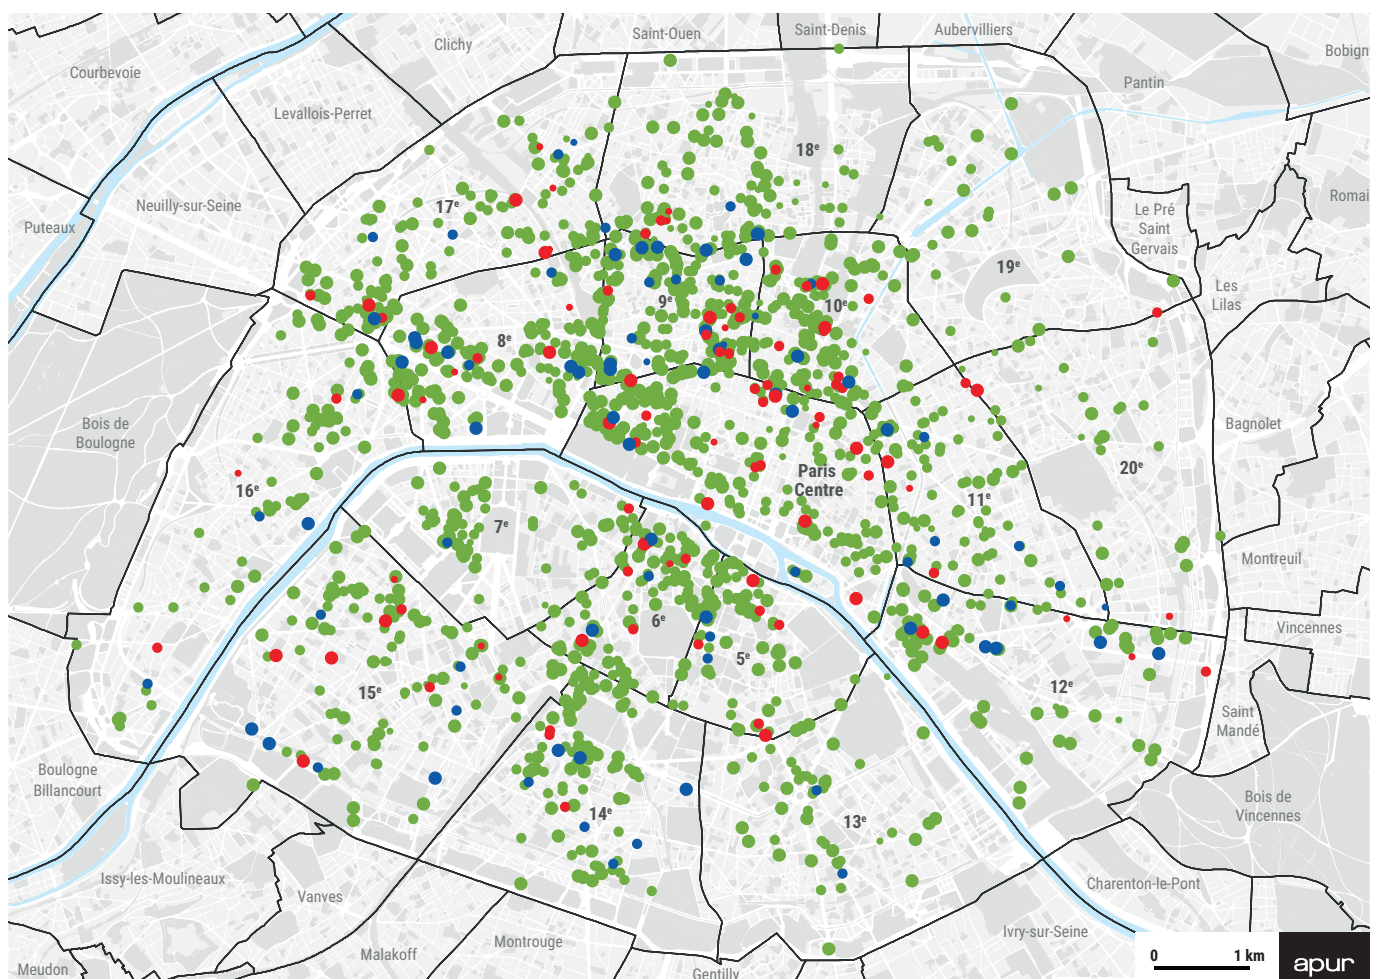 Saint-Ouen
Saint-Denis
Aubervilliers
Clichy
Bobigny
Courbevoie
Pantin
Levallois-Perret
18e
Romai
Neuilly-sur-Seine
17e
Le Pré
Saint
Gervais
Puteaux
19e
Les
Lilas
9e
10e
8e
Bois de
Boulogne
Bagnolet
20e
Paris
Centre
16e
11e
7e
Montreuil
6e
Vincennes
5e
15e
12e
Saint
Mandé
Boulogne
Billancourt
Bois de
Vincennes
14e
13e
Issy-les-Moulineaux
Charenton-le-Pont
Vanves
Ivry-sur-Seine
Montrouge
Malakoff
0 1 km
apur
Meudon
Gentilly